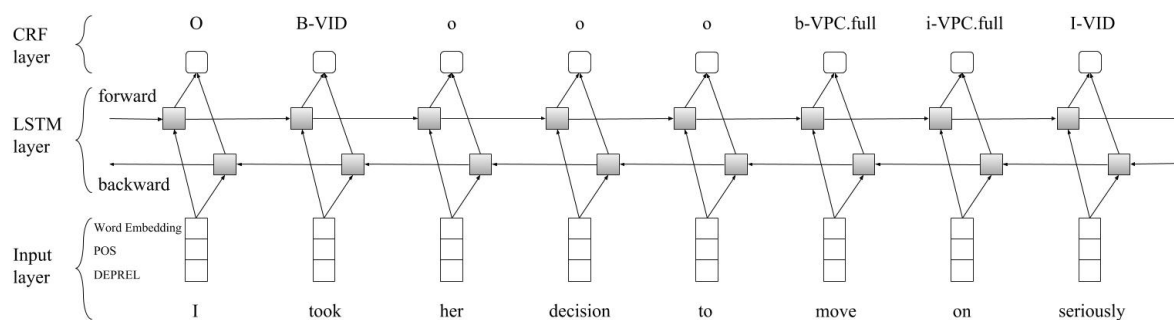 CRF
layer
O B-VID o o o b-VPC.full i-VPC.full I-VID
forward
LSTM
layer
backward
Input
layer
Word Embedding
POS
DEPREL
I took her decision to move on seriously